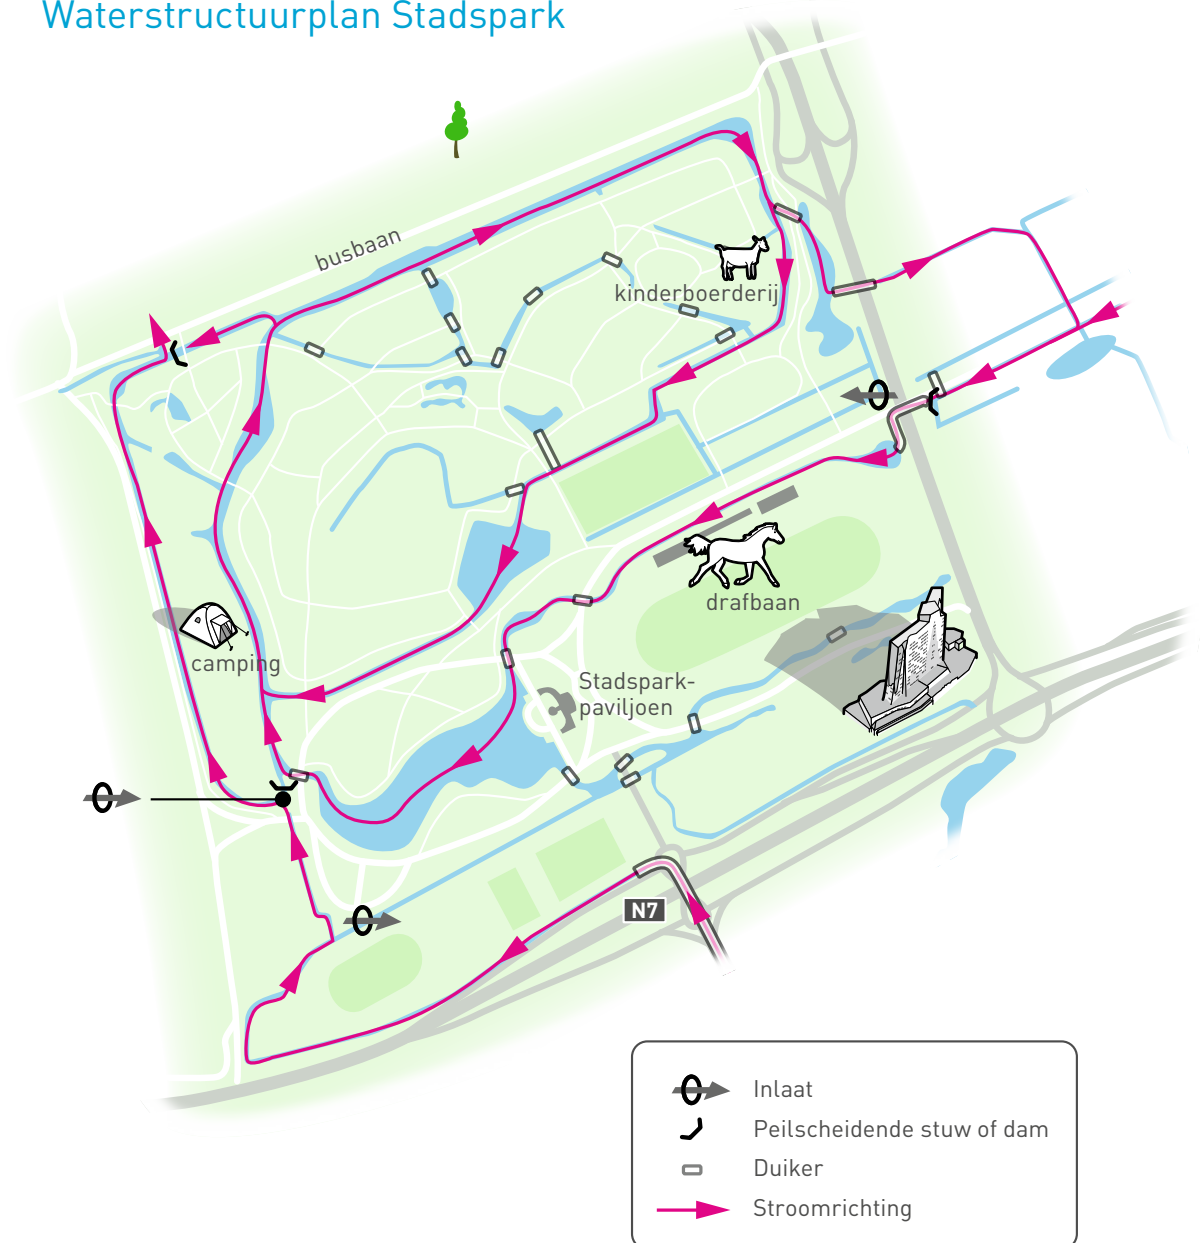 Waterstructuurplan Stadspark
busbaan
kinderboerderij
drafbaan
camping
Stadspark-
paviljoen
N7
Inlaat
Peilscheidende stuw of dam
Duiker
Stroomrichting